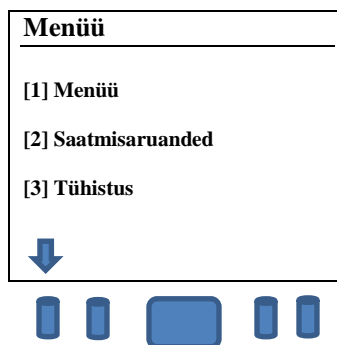 Menüü
[1] Menüü
[2] Saatmisaruanded
[3] Tühistus